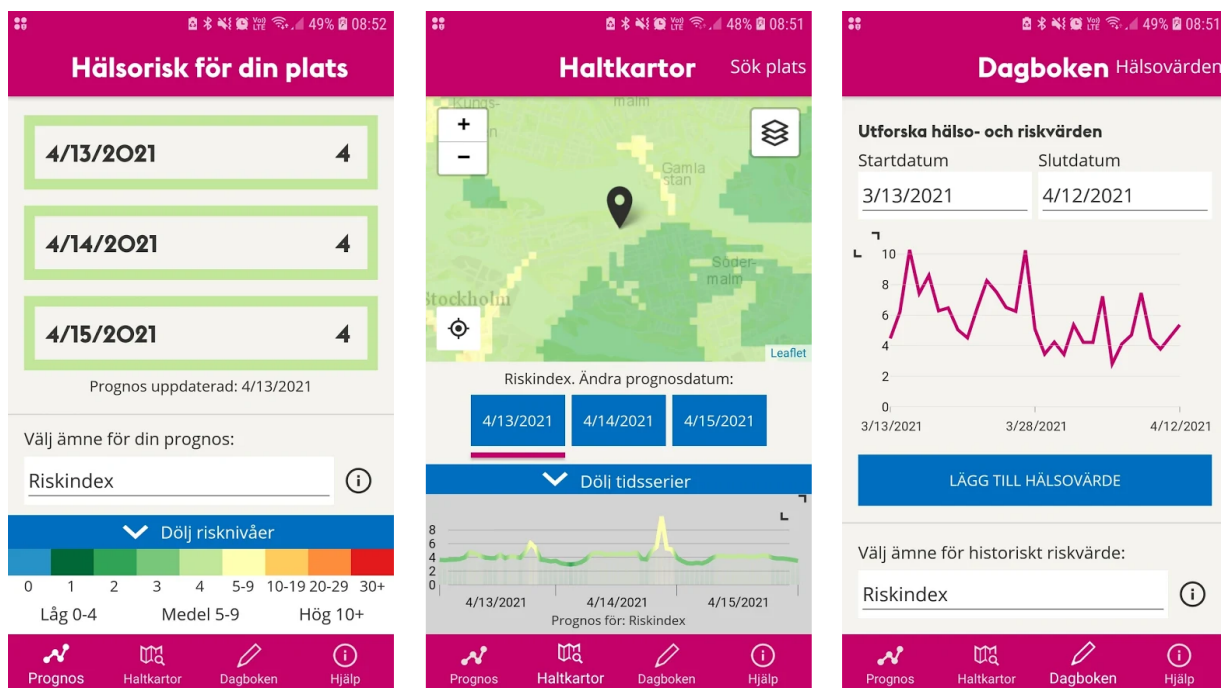 49% 08:52
Hälsorisk för din plats
4/13/2021 4
4/14/2021 4
4/15/2021 4
Prognos uppdaterad: 4/13/2021
Välj ämne för din prognos:
Riskindex
Dölj risknivåer
0 1 2 3 4 5-9 10-19 20-29 30+
Låg 0-4 Medel 5-9 Hög 10+
Prognos Haltkartor Dagboken Hjälp
Vo)) LTE 48% 08:51
Haltkartor Sök plats
Kungs-
malm
+
−
Gamla
stan
Söder-
malm
Stockholm
Leaflet
Riskindex. Ändra prognosdatum:
4/13/2021 4/14/2021 4/15/2021
Dölj tidsserier
8
6
4
2
0
4/13/2021 4/14/2021 4/15/2021
Prognos för: Riskindex
Prognos Haltkartor Dagboken Hjälp
Vo)) LTE 49% 08:51
Dagboken Hälsovärden
Utforska hälso- och riskvärden
Startdatum Slutdatum
3/13/2021 4/12/2021
10
8
6
4
2
0
3/13/2021 3/28/2021 4/12/2021
LÄGG TILL HÄLSOVÄRDE
Välj ämne för historiskt riskvärde:
Riskindex
Prognos Haltkartor Dagboken Hjälp